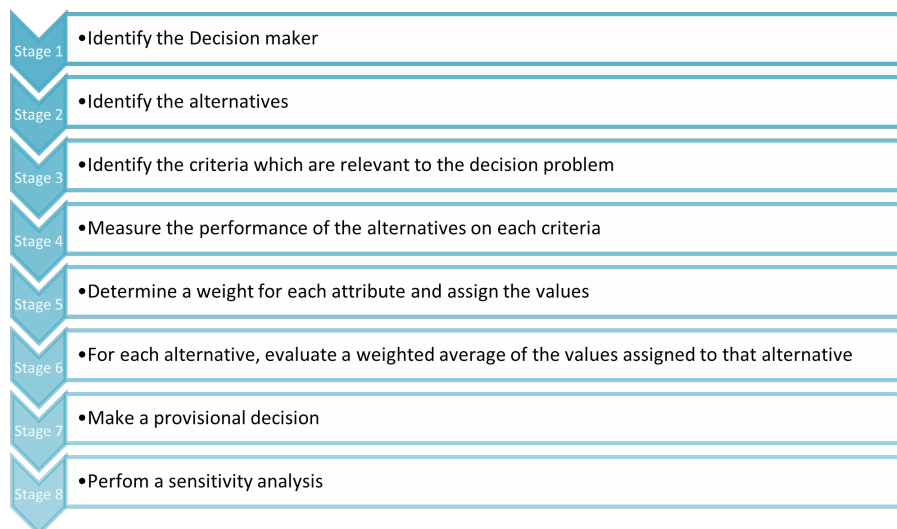 Stage 1
•Identify the Decision maker
Stage 2
•Identify the alternatives
Stage 3
•Identify the criteria which are relevant to the decision problem
Stage 4
•Measure the performance of the alternatives on each criteria
Stage 5
•Determine a weight for each attribute and assign the values
Stage 6
•For each alternative, evaluate a weighted average of the values assigned to that alternative
Stage 7
•Make a provisional decision
Stage 8
•Perfom a sensitivity analysis